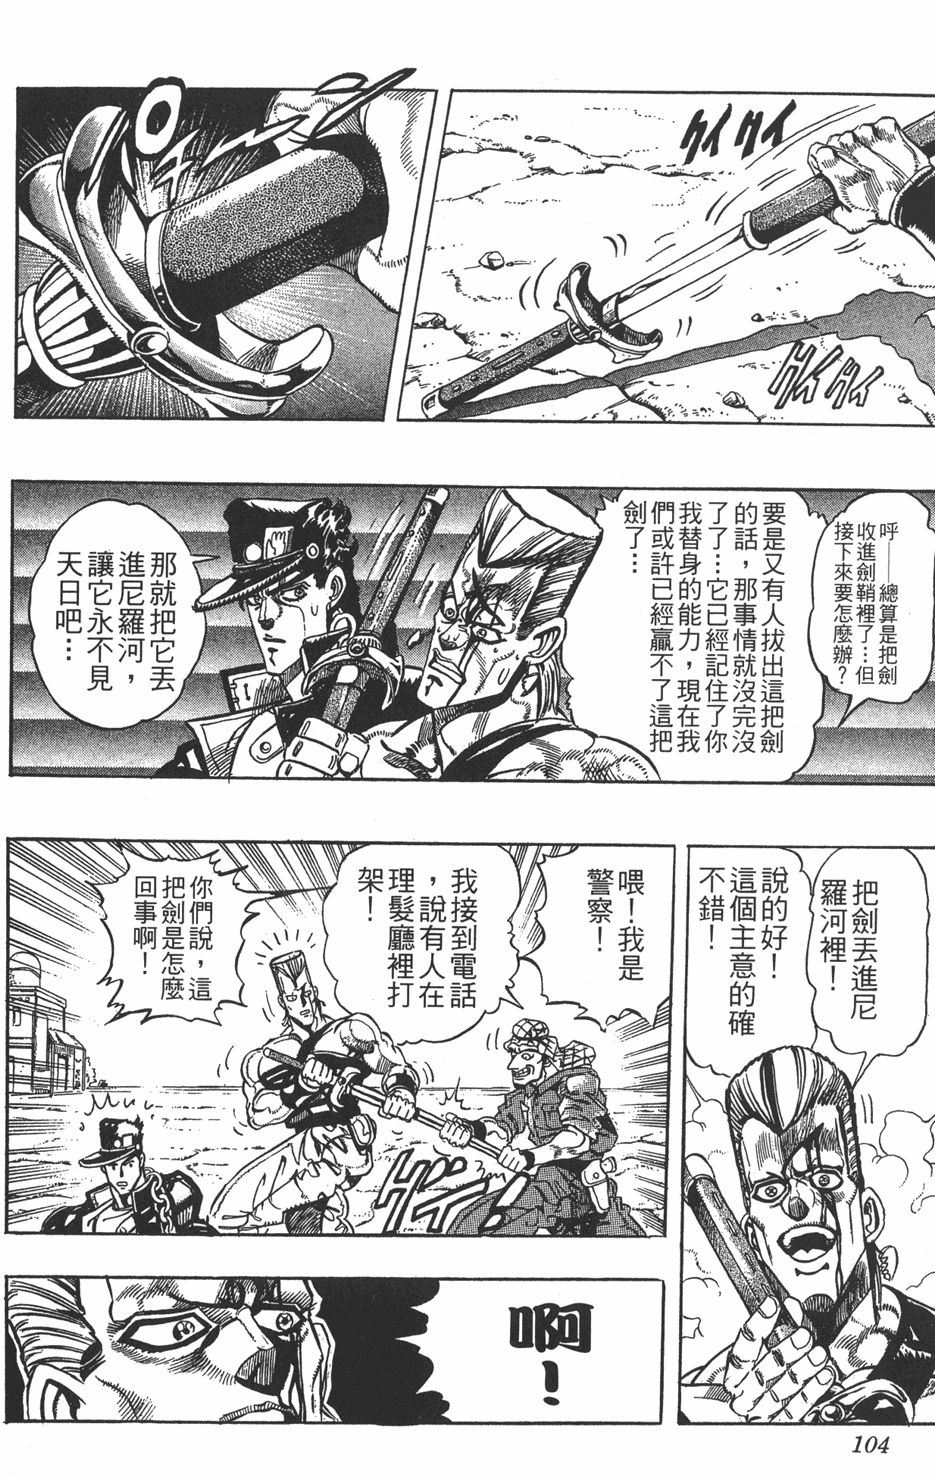 グイグイ
グイグイ
キーーン
呼——總算是把劍
收進劍鞘裡了…但
接下來要怎麼辦？
要是又有人拔出這把劍
的話，那事情就沒完沒
了了…它已經記住了你
我替身的能力，現在我
們或許已經贏不了這把
劍了…
那就把它丟
進尼羅河，
讓它永不見
天日吧…
把劍丟進尼
羅河裡！
說的好！
這個主意的確
不錯！
喂！我是
警察！
我接到電話
，說有人在
理髮廳裡打
架！
你們說，這
把劍是怎麼
回事啊！
グイ
啊！
104